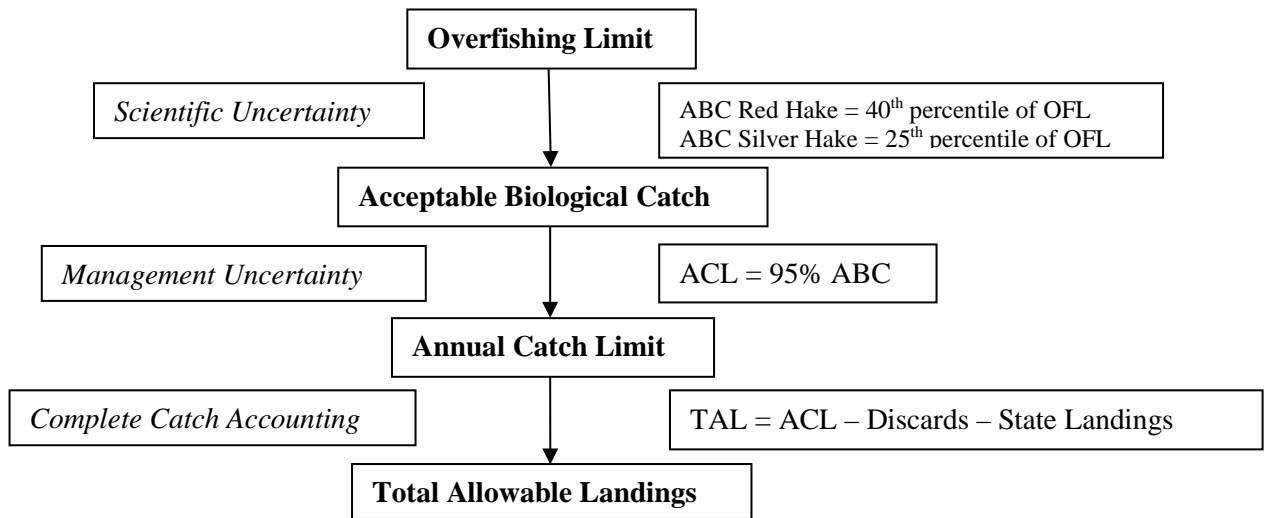 Overfishing Limit
Scientific Uncertainty
ABC Red Hake = 40th percentile of OFL
ABC Silver Hake = 25th percentile of OFL
Acceptable Biological Catch
Management Uncertainty
ACL = 95% ABC
Annual Catch Limit
Complete Catch Accounting
TAL = ACL – Discards – State Landings
Total Allowable Landings